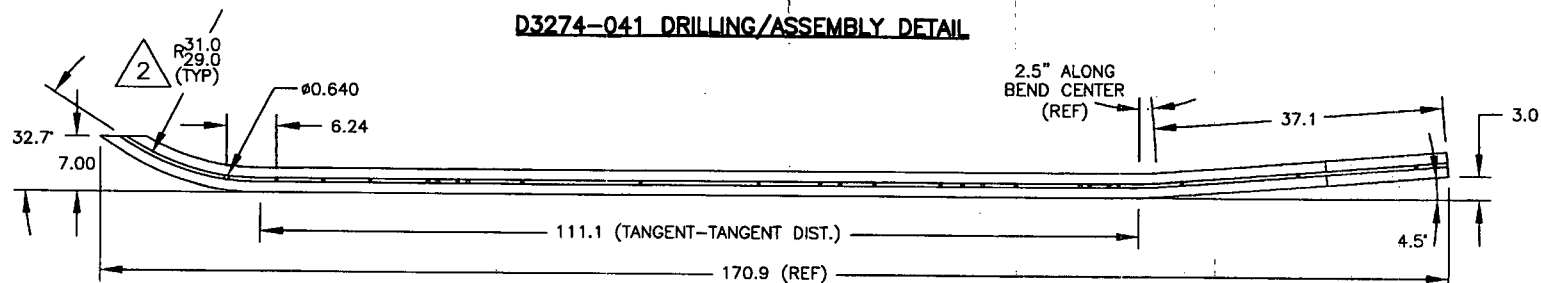 D3274-041 DRILLING/ASSEMBLY DETAIL
2
R31.0
29.0
(TYP)
ø0.640
6.24
2.5" ALONG
BEND CENTER
(REF)
37.1
3.0
32.7°
7.00
111.1 (TANGENT-TANGENT DIST.)
4.5°
170.9 (REF)